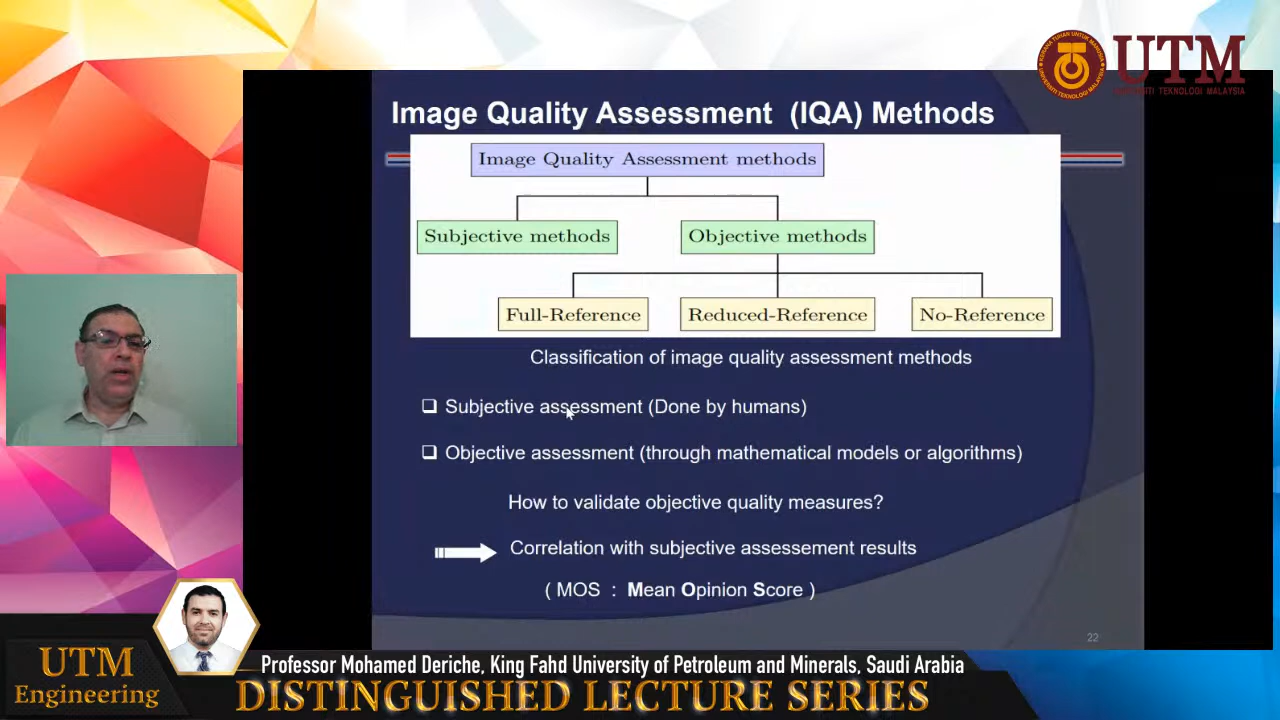 UTM
UNIVERSITI TEKNOLOGI MALAYSIA
Image Quality Assessment (IQA) Methods
Image Quality Assessment methods
Subjective methods
Objective methods
Full-Reference
Reduced-Reference
No-Reference
Classification of image quality assessment methods
Subjective assessment (Done by humans)
Objective assessment (through mathematical models or algorithms)
How to validate objective quality measures?
Correlation with subjective assessement results
( MOS : Mean Opinion Score )
22
UTM
Engineering
Professor Mohamed Deriche, King Fahd University of Petroleum and Minerals, Saudi Arabia
DISTINGUISHED LECTURE SERIES